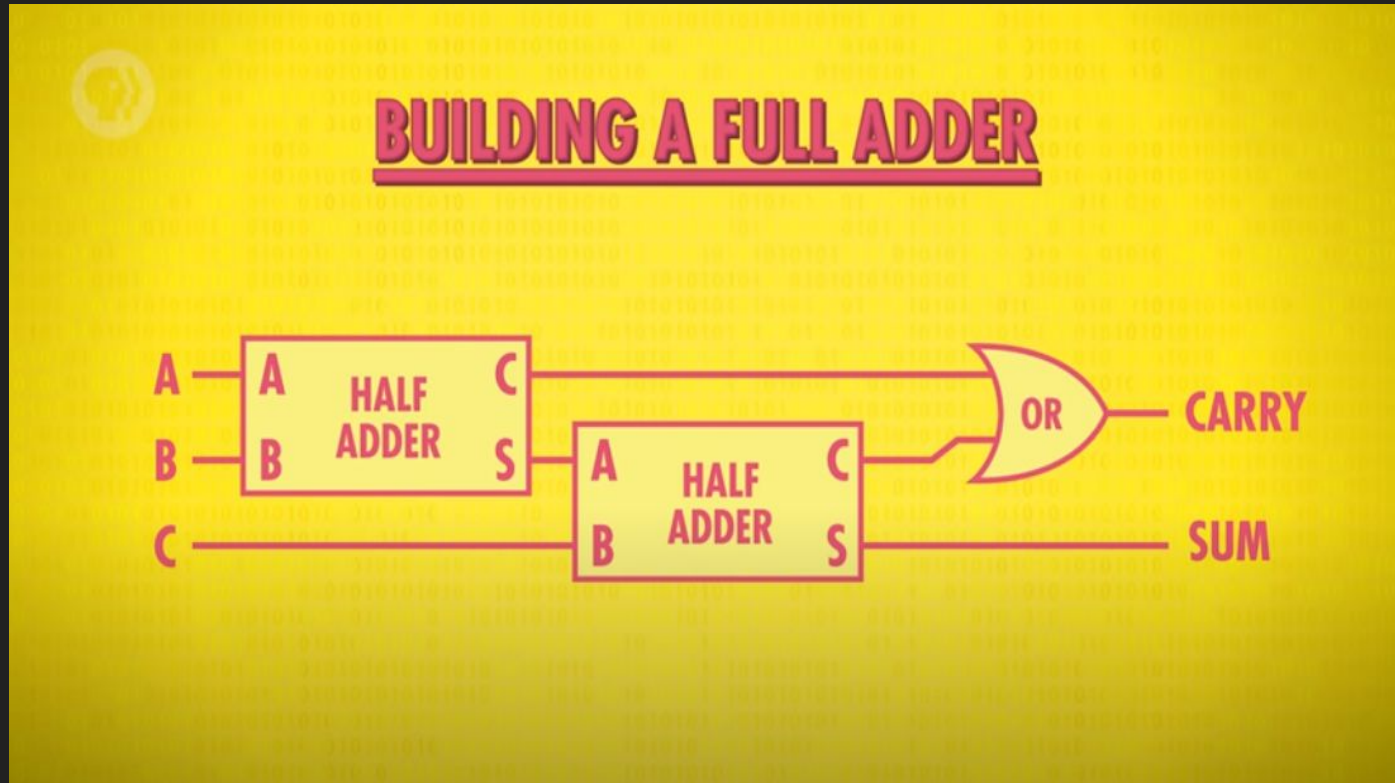 BUILDING A FULL ADDER
A A HALF ADDER C
B B S
A HALF ADDER C
C B S
OR
CARRY
SUM